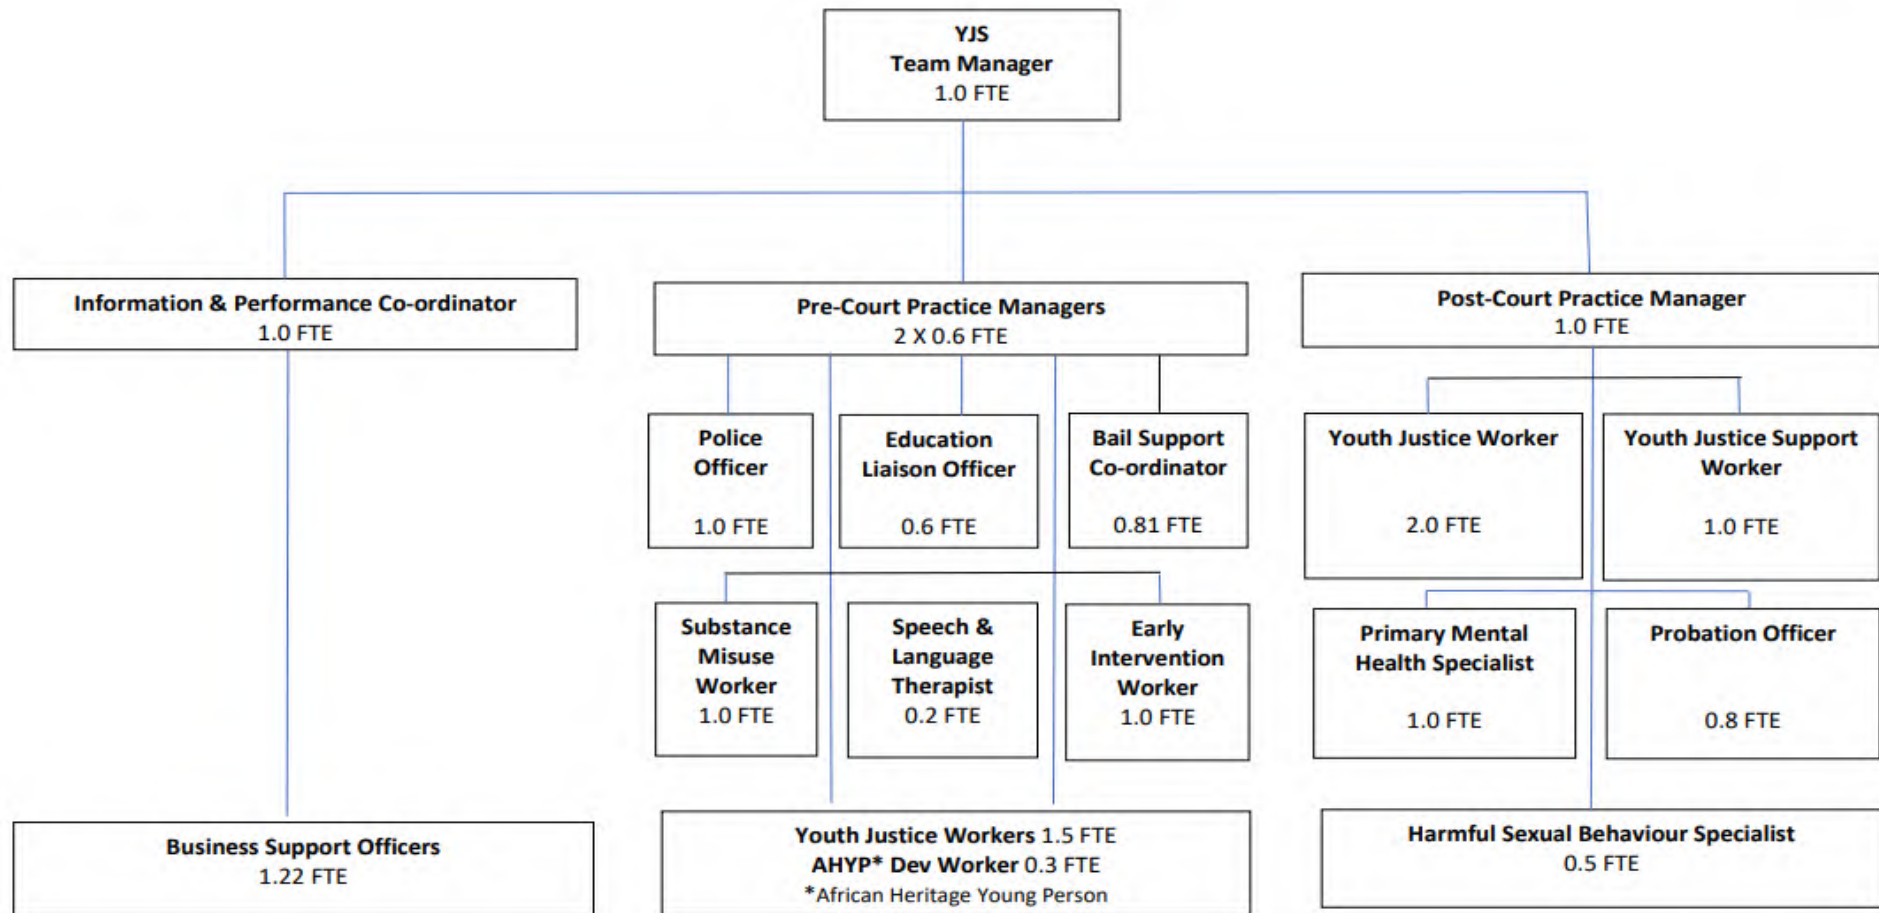 YJS
Team Manager
1.0 FTE
Information & Performance Co-ordinator
1.0 FTE
Pre-Court Practice Managers
2 X 0.6 FTE
Post-Court Practice Manager
1.0 FTE
Police
Officer
1.0 FTE
Education
Liaison Officer
0.6 FTE
Bail Support
Co-ordinator
0.81 FTE
Youth Justice Worker
2.0 FTE
Youth Justice Support
Worker
1.0 FTE
Substance
Misuse
Worker
1.0 FTE
Speech &
Language
Therapist
0.2 FTE
Early
Intervention
Worker
1.0 FTE
Primary Mental
Health Specialist
1.0 FTE
Probation Officer
0.8 FTE
Business Support Officers
1.22 FTE
Youth Justice Workers 1.5 FTE
AHYP* Dev Worker 0.3 FTE
*African Heritage Young Person
Harmful Sexual Behaviour Specialist
0.5 FTE